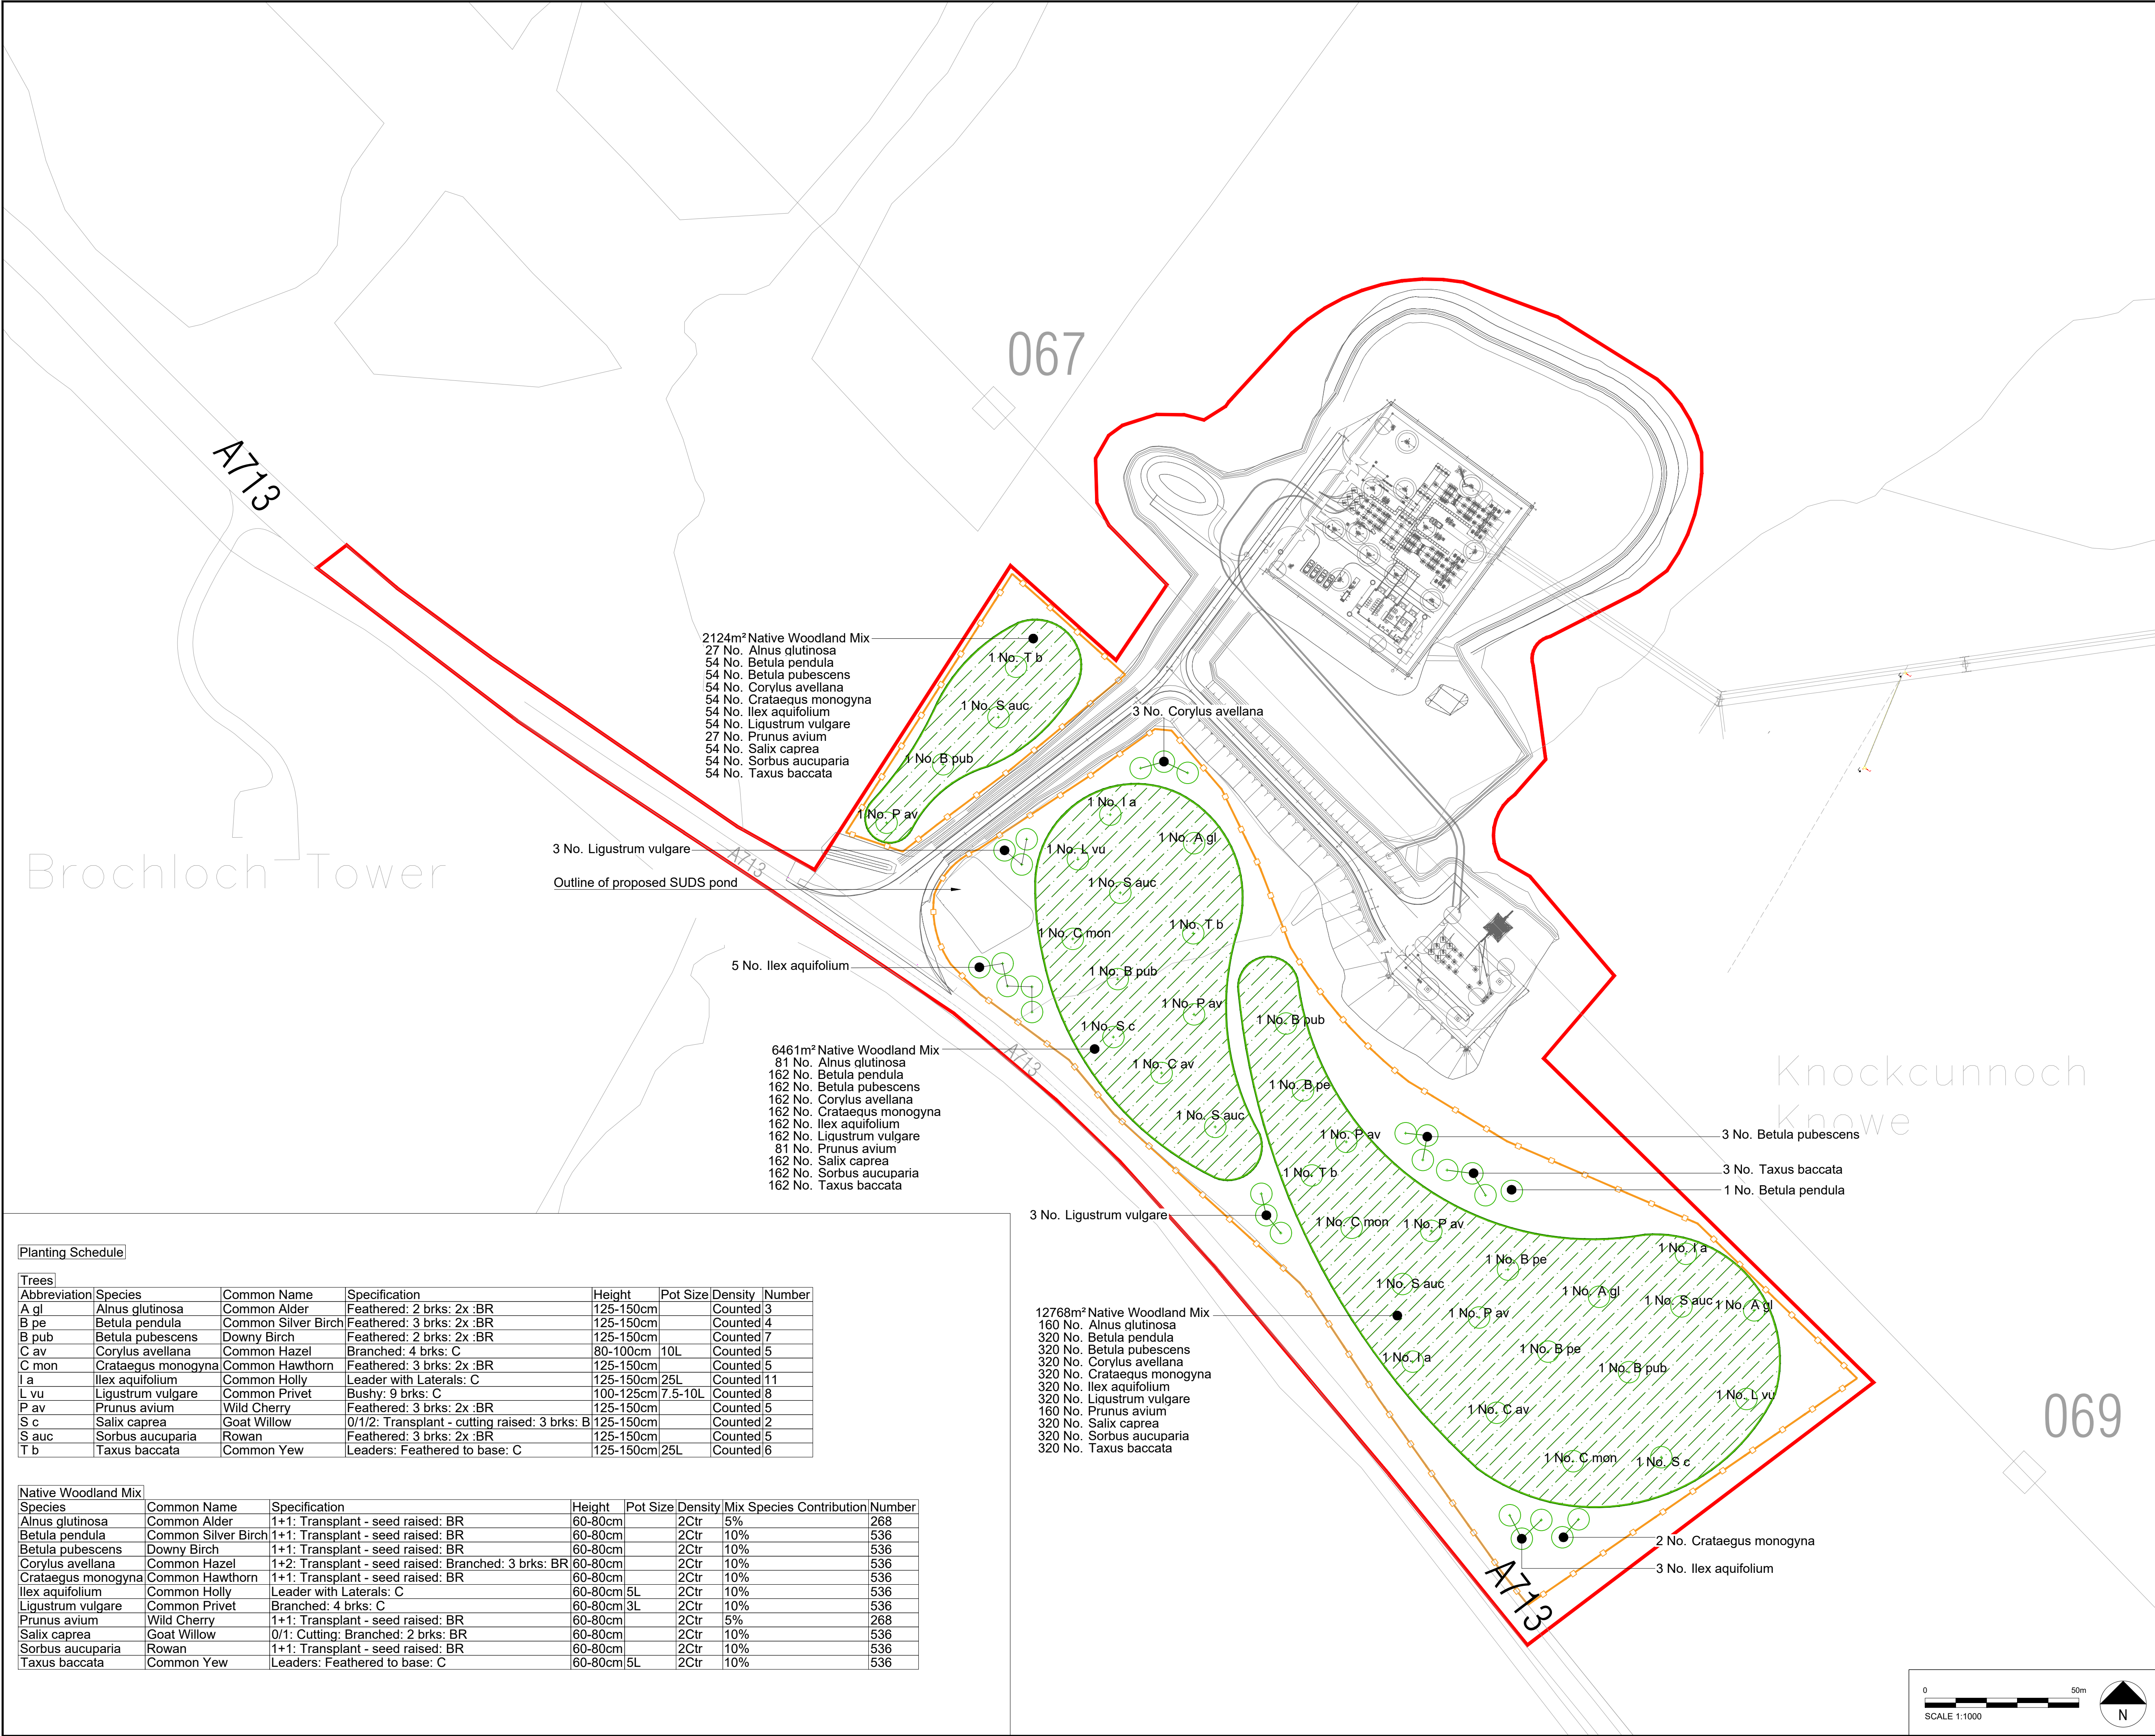 067
A713
2124m² Native Woodland Mix
27 No. Alnus glutinosa
54 No. Betula pendula
54 No. Betula pubescens
54 No. Corylus avellana
54 No. Crataegus monogyna
54 No. Ilex aquifolium
54 No. Ligustrum vulgare
27 No. Prunus avium
54 No. Salix caprea
54 No. Sorbus aucuparia
54 No. Taxus baccata
1 No. T b
1 No. S auc
1 No. B pub
1 No. P av
3 No. Corylus avellana
3 No. Ligustrum vulgare
A713
Outline of proposed SUDS pond
Brochloch Tower
5 No. Ilex aquifolium
1 No. I a
1 No. A gl
1 No. L vu
1 No. S auc
1 No. T b
1 No. C mon
1 No. B pub
1 No. P av
1 No. S c
1 No. C av
1 No. S auc
6461m² Native Woodland Mix
81 No. Alnus glutinosa
162 No. Betula pendula
162 No. Betula pubescens
162 No. Corylus avellana
162 No. Crataegus monogyna
162 No. Ilex aquifolium
162 No. Ligustrum vulgare
81 No. Prunus avium
162 No. Salix caprea
162 No. Sorbus aucuparia
162 No. Taxus baccata
A713
Knockcunnoch
Knowe
3 No. Betula pubescens
3 No. Taxus baccata
1 No. Betula pendula
3 No. Ligustrum vulgare
1 No. B pub
1 No. B pe
1 No. P av
1 No. T b
1 No. C mon
1 No. P av
1 No. B pe
1 No. I a
1 No. S auc
1 No. A gl
1 No. S auc
1 No. A gl
1 No. P av
1 No. I a
1 No. B pe
1 No. B pub
1 No. L vu
1 No. C av
1 No. C mon
1 No. S c
12768m² Native Woodland Mix
160 No. Alnus glutinosa
320 No. Betula pendula
320 No. Betula pubescens
320 No. Corylus avellana
320 No. Crataegus monogyna
320 No. Ilex aquifolium
320 No. Ligustrum vulgare
160 No. Prunus avium
320 No. Salix caprea
320 No. Sorbus aucuparia
320 No. Taxus baccata
069
2 No. Crataegus monogyna
3 No. Ilex aquifolium
A713
Planting Schedule
Trees
Abbreviation Species Common Name Specification Height Pot Size Density Number
A gl Alnus glutinosa Common Alder Feathered: 2 brks: 2x :BR 125-150cm Counted 3
B pe Betula pendula Common Silver Birch Feathered: 3 brks: 2x :BR 125-150cm Counted 4
B pub Betula pubescens Downy Birch Feathered: 2 brks: 2x :BR 125-150cm Counted 7
C av Corylus avellana Common Hazel Branched: 4 brks: C 80-100cm 10L Counted 5
C mon Crataegus monogyna Common Hawthorn Feathered: 3 brks: 2x :BR 125-150cm Counted 5
I a Ilex aquifolium Common Holly Leader with Laterals: C 125-150cm 25L Counted 11
L vu Ligustrum vulgare Common Privet Bushy: 9 brks: C 100-125cm 7.5-10L Counted 8
P av Prunus avium Wild Cherry Feathered: 3 brks: 2x :BR 125-150cm Counted 5
S c Salix caprea Goat Willow 0/1/2: Transplant - cutting raised: 3 brks: B 125-150cm Counted 2
S auc Sorbus aucuparia Rowan Feathered: 3 brks: 2x :BR 125-150cm Counted 5
T b Taxus baccata Common Yew Leaders: Feathered to base: C 125-150cm 25L Counted 6
Native Woodland Mix
Species Common Name Specification Height Pot Size Density Mix Species Contribution Number
Alnus glutinosa Common Alder 1+1: Transplant - seed raised: BR 60-80cm 2Ctr 5% 268
Betula pendula Common Silver Birch 1+1: Transplant - seed raised: BR 60-80cm 2Ctr 10% 536
Betula pubescens Downy Birch 1+1: Transplant - seed raised: BR 60-80cm 2Ctr 10% 536
Corylus avellana Common Hazel 1+2: Transplant - seed raised: Branched: 3 brks: BR 60-80cm 2Ctr 10% 536
Crataegus monogyna Common Hawthorn 1+1: Transplant - seed raised: BR 60-80cm 2Ctr 10% 536
Ilex aquifolium Common Holly Leader with Laterals: C 60-80cm 5L 2Ctr 10% 536
Ligustrum vulgare Common Privet Branched: 4 brks: C 60-80cm 3L 2Ctr 10% 536
Prunus avium Wild Cherry 1+1: Transplant - seed raised: BR 60-80cm 2Ctr 5% 268
Salix caprea Goat Willow 0/1: Cutting: Branched: 2 brks: BR 60-80cm 2Ctr 10% 536
Sorbus aucuparia Rowan 1+1: Transplant - seed raised: BR 60-80cm 2Ctr 10% 536
Taxus baccata Common Yew Leaders: Feathered to base: C 60-80cm 5L 2Ctr 10% 536
0 50m
SCALE 1:1000
N